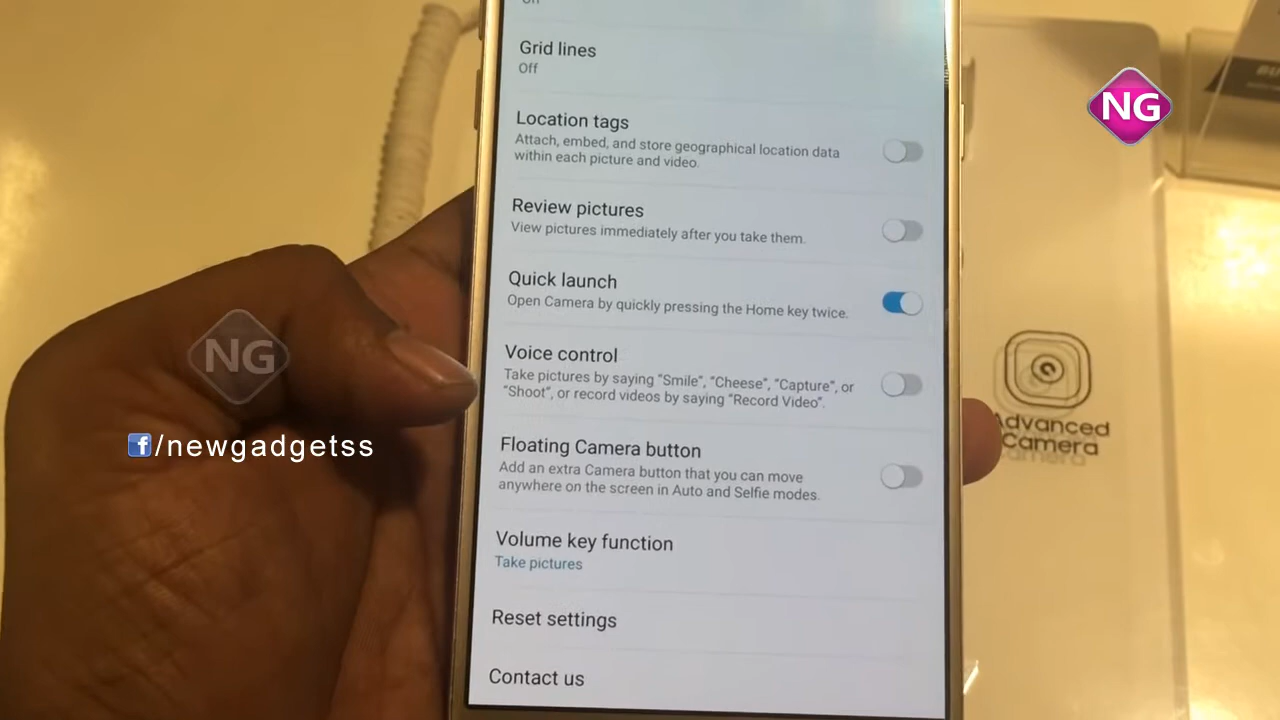 Grid lines
Off
Location tags
Attach, embed, and store geographical location data
within each picture and video.
Review pictures
View pictures immediately after you take them.
Quick launch
Open Camera by quickly pressing the Home key twice.
Voice control
Take pictures by saying "Smile", "Cheese", "Capture", or
"Shoot", or record videos by saying "Record Video".
Floating Camera button
Add an extra Camera button that you can move
anywhere on the screen in Auto and Selfie modes.
Volume key function
Take pictures
Reset settings
Contact us
NG
NG
f/newgadgetss
Advanced
Camera